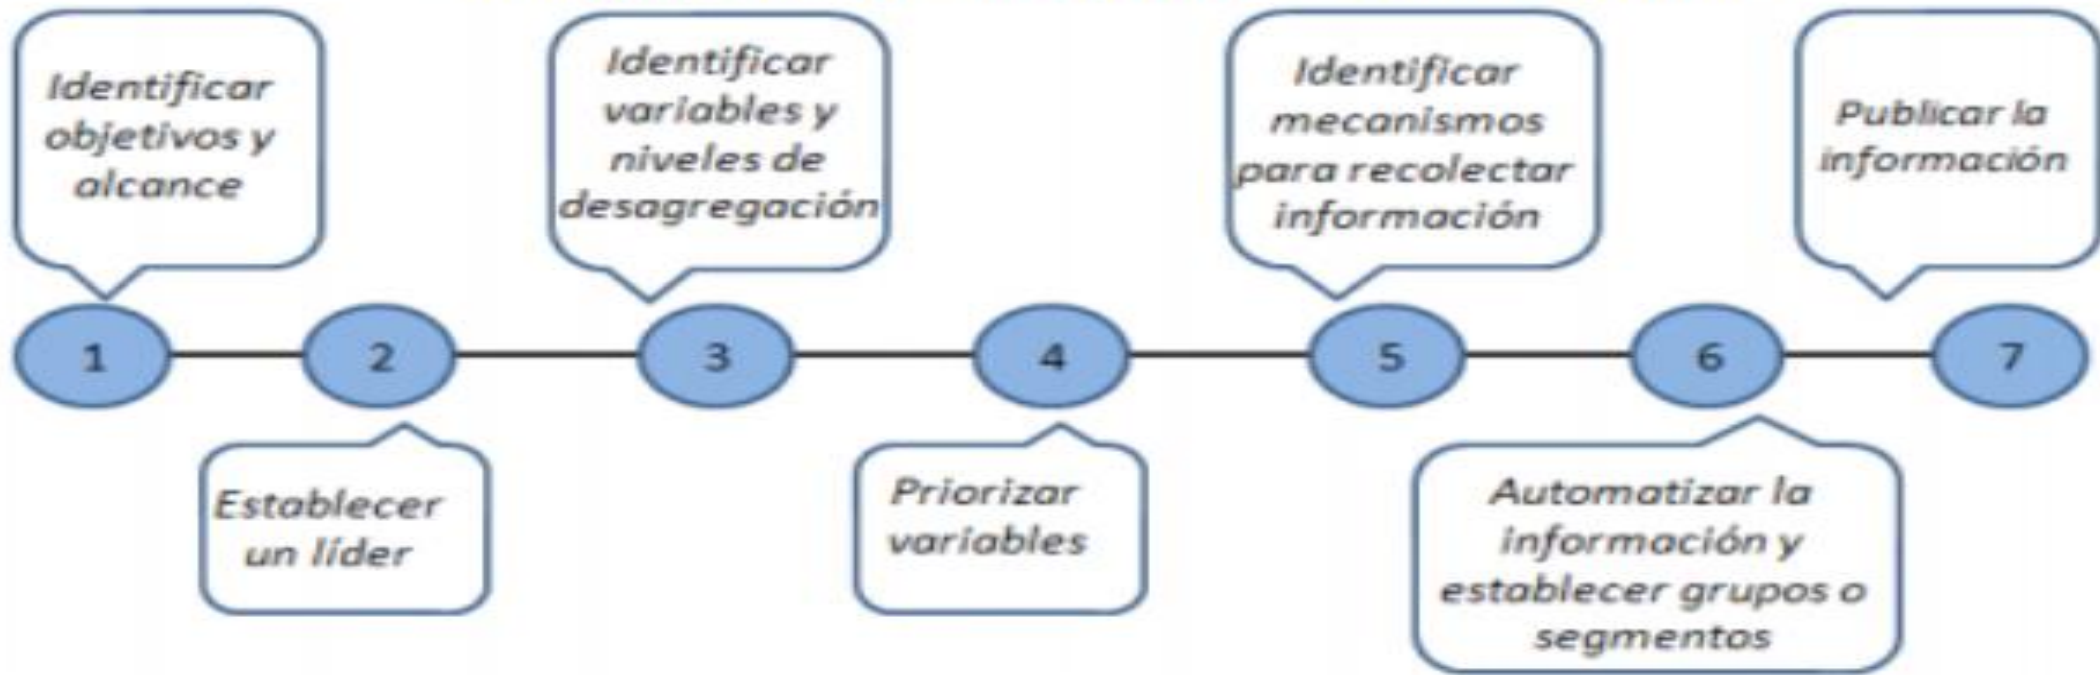 Identificar
objetivos y
alcance
Identificar
variables y
niveles de
desagregación
Identificar
mecanismos
para recolectar
información
Publicar la
información
1
2
3
4
5
6
7
Establecer
un líder
Priorizar
variables
Automatizar la
información y
establecer grupos o
segmentos